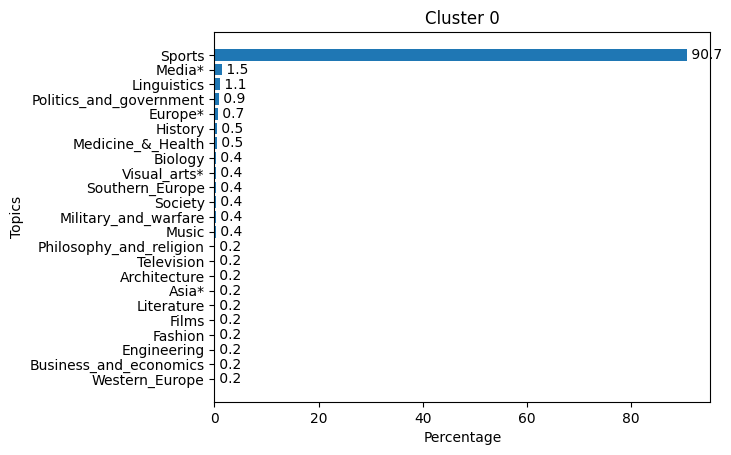 Cluster 0
Topics
Sports 90.7
Media* 1.5
Linguistics 1.1
Politics_and_government 0.9
Europe* 0.7
History 0.5
Medicine_&_Health 0.5
Biology 0.4
Visual_arts* 0.4
Southern_Europe 0.4
Society 0.4
Military_and_warfare 0.4
Music 0.4
Philosophy_and_religion 0.2
Television 0.2
Architecture 0.2
Asia* 0.2
Literature 0.2
Films 0.2
Fashion 0.2
Engineering 0.2
Business_and_economics 0.2
Western_Europe 0.2
0 20 40 60 80
Percentage